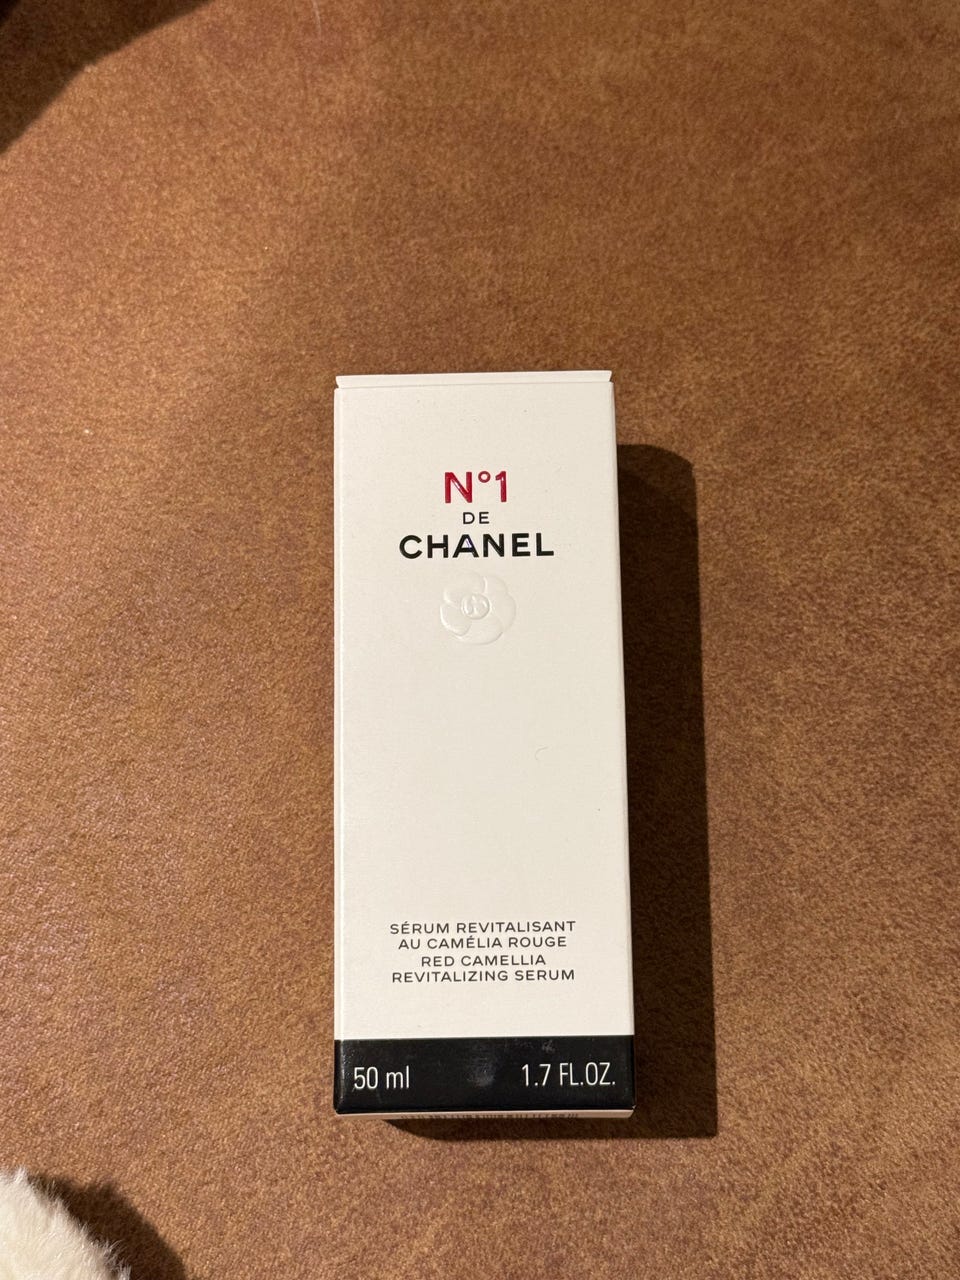 N°1
DE
CHANEL
SÉRUM REVITALISANT
AU CAMÉLIA ROUGE
RED CAMELLIA
REVITALIZING SERUM
50 ml 1.7 FL.OZ.